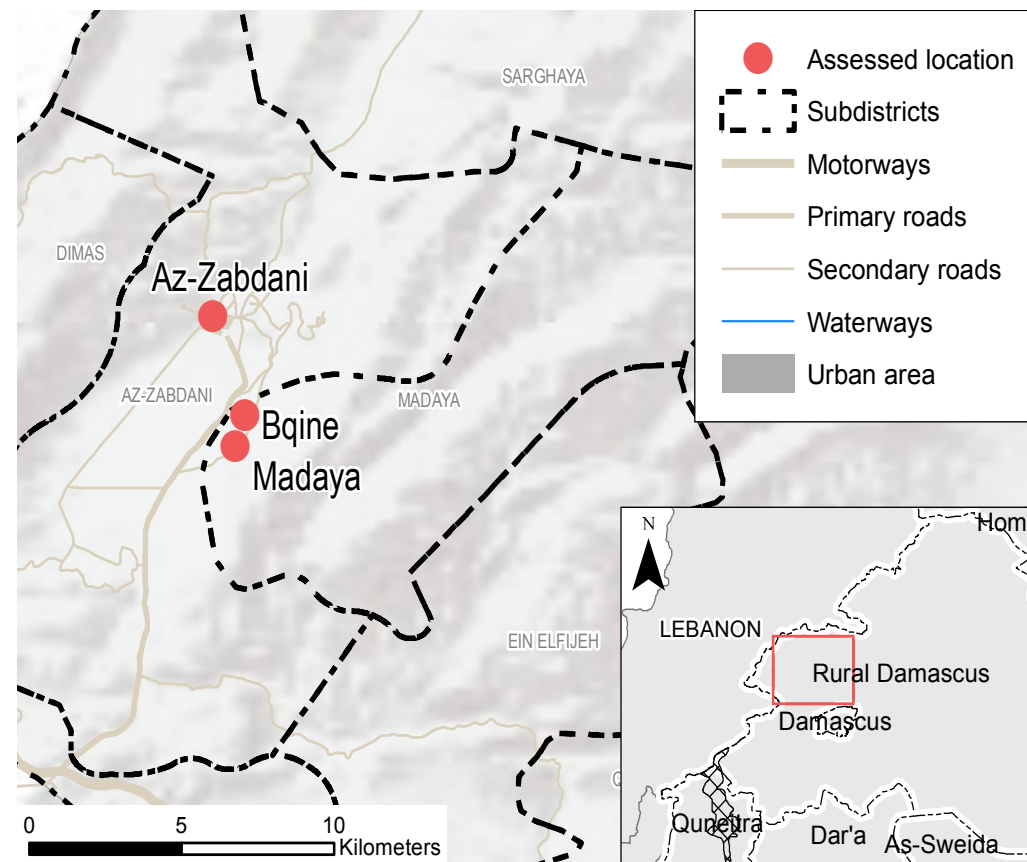 SARGHAYA
DIMAS
Az-Zabdani
AZ-ZABDANI
MADAYA
Bqine
Madaya
EIN ELFIJEH
Assessed location
Subdistricts
Motorways
Primary roads
Secondary roads
Waterways
Urban area
N
Hom
LEBANON
Rural Damascus
Damascus
Quneitra
Dar'a
As-Sweida
0 5 10
Kilometers